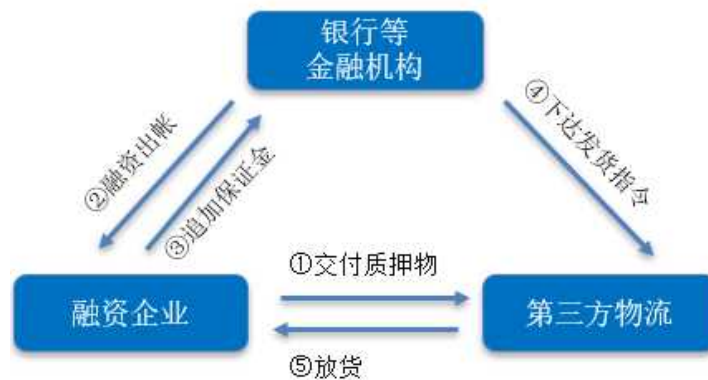 银行等
金融机构
②融资出帐
③追加保证金
④下达发货指令
①交付质押物
融资企业
第三方物流
⑤放货